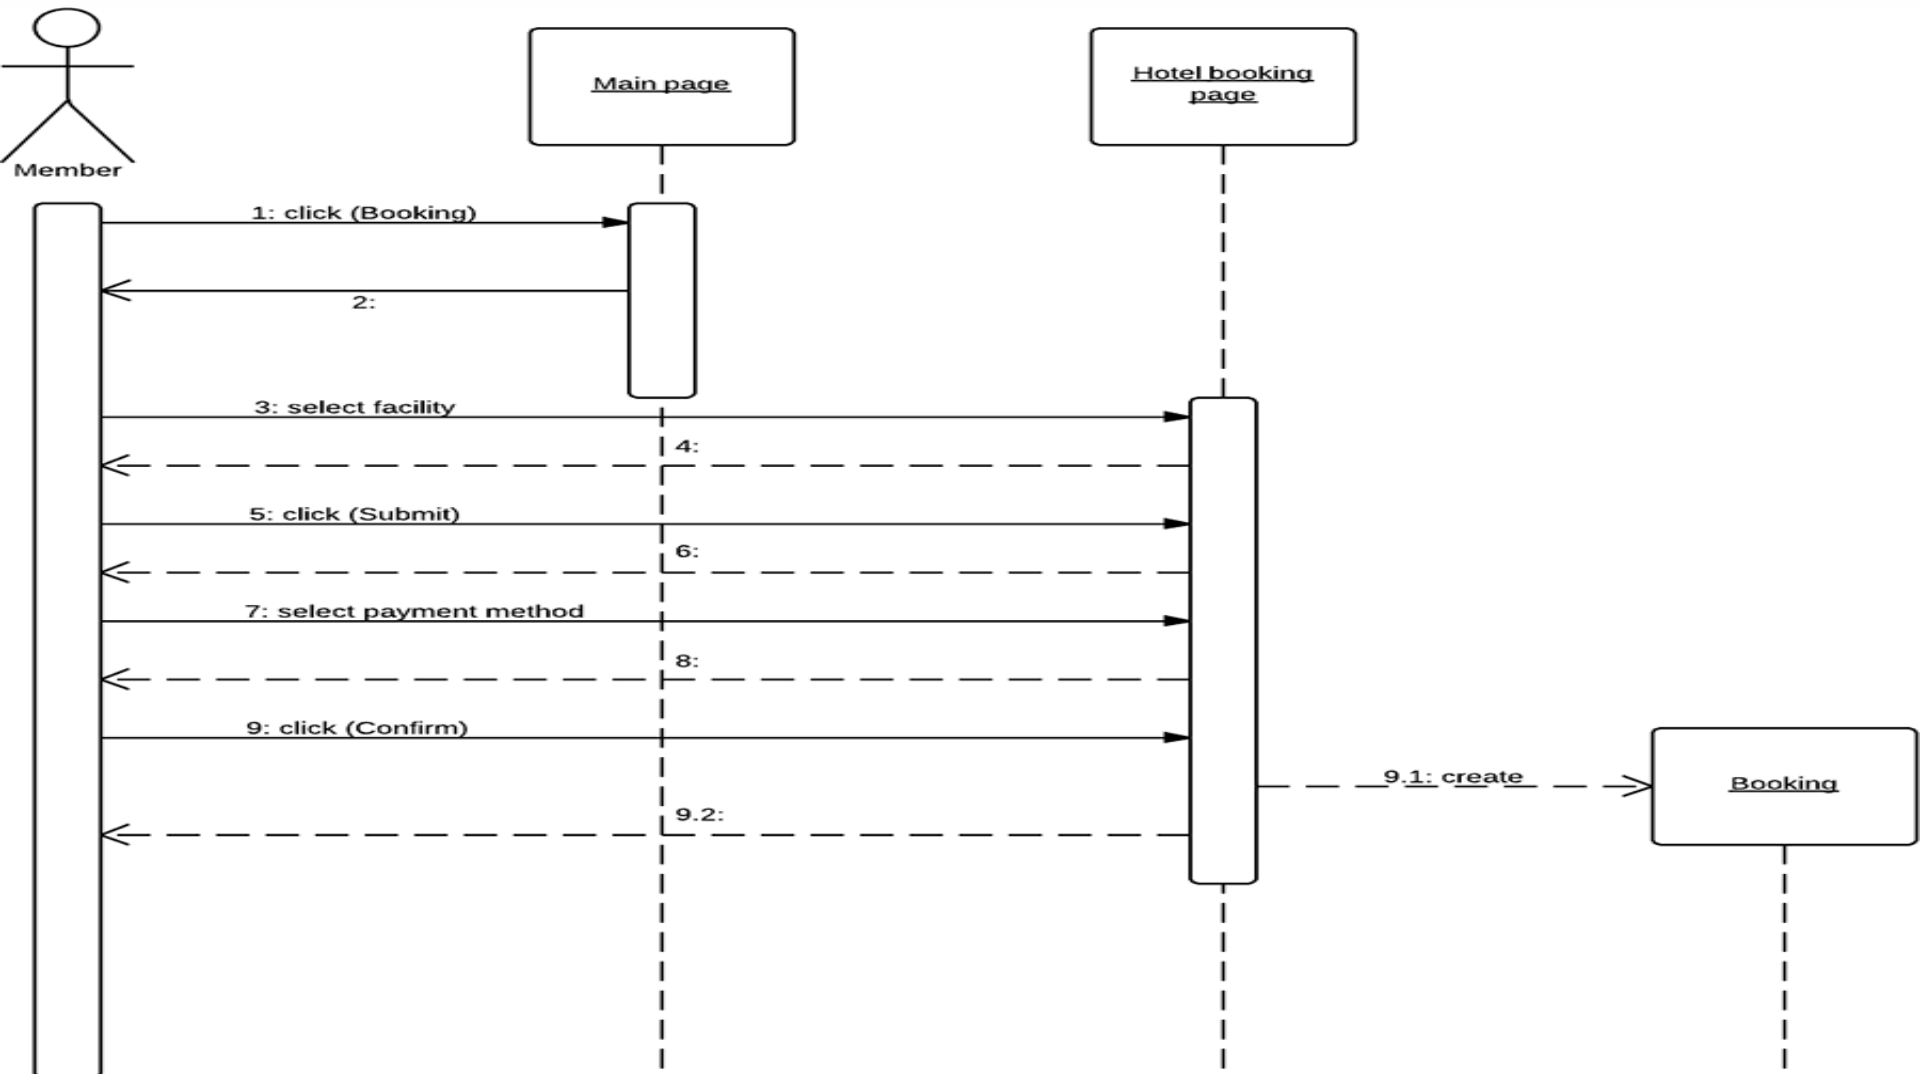 Main page
Hotel booking
page
Member
1: click (Booking)
2:
3: select facility
4:
5: click (Submit)
6:
7: select payment method
8:
9: click (Confirm)
9.1: create
Booking
9.2: